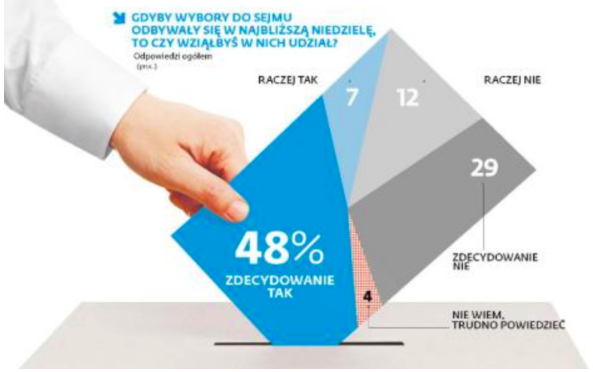 GDYBY WYBORY DO SEJMU
ODBYWAŁY SIĘ W NAJBLIŻSZĄ NIEDZIELĘ,
TO CZY WZIĄŁBYŚ W NICH UDZIAŁ?
Odpowiedzi ogółem
(proc.)
RACZEJ TAK
7
12
RACZEJ NIE
29
48%
ZDECYDOWANIE
TAK
ZDECYDOWANIE
NIE
4
NIE WIEM,
TRUDNO POWIEDZIEĆ